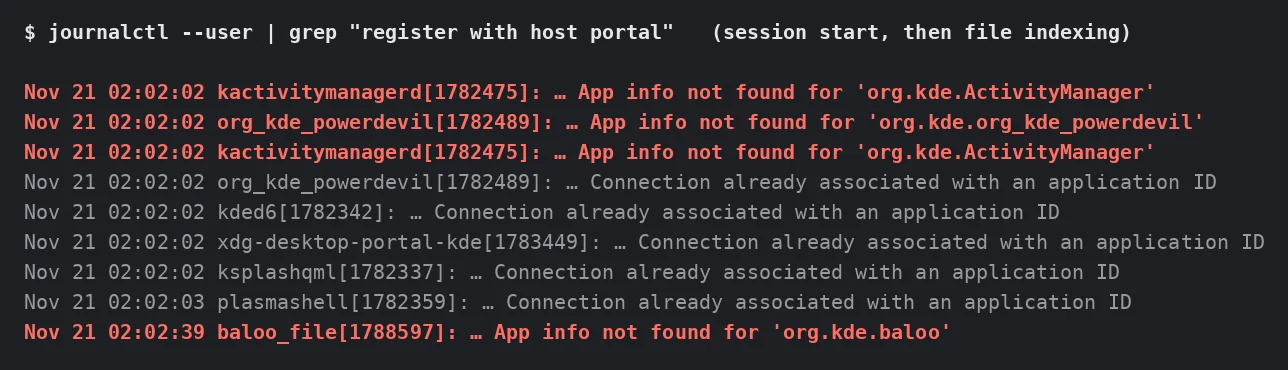 $ journalctl --user | grep "register with host portal"   (session start, then file indexing)
Nov 21 02:02:02 kactivitymanagerd[1782475]: … App info not found for 'org.kde.ActivityManager'
Nov 21 02:02:02 org_kde_powerdevil[1782489]: … App info not found for 'org.kde.org_kde_powerdevil'
Nov 21 02:02:02 kactivitymanagerd[1782475]: … App info not found for 'org.kde.ActivityManager'
Nov 21 02:02:02 org_kde_powerdevil[1782489]: … Connection already associated with an application ID
Nov 21 02:02:02 kded6[1782342]: … Connection already associated with an application ID
Nov 21 02:02:02 xdg-desktop-portal-kde[1783449]: … Connection already associated with an application ID
Nov 21 02:02:02 ksplashqml[1782337]: … Connection already associated with an application ID
Nov 21 02:02:03 plasmashell[1782359]: … Connection already associated with an application ID
Nov 21 02:02:39 baloo_file[1788597]: … App info not found for 'org.kde.baloo'